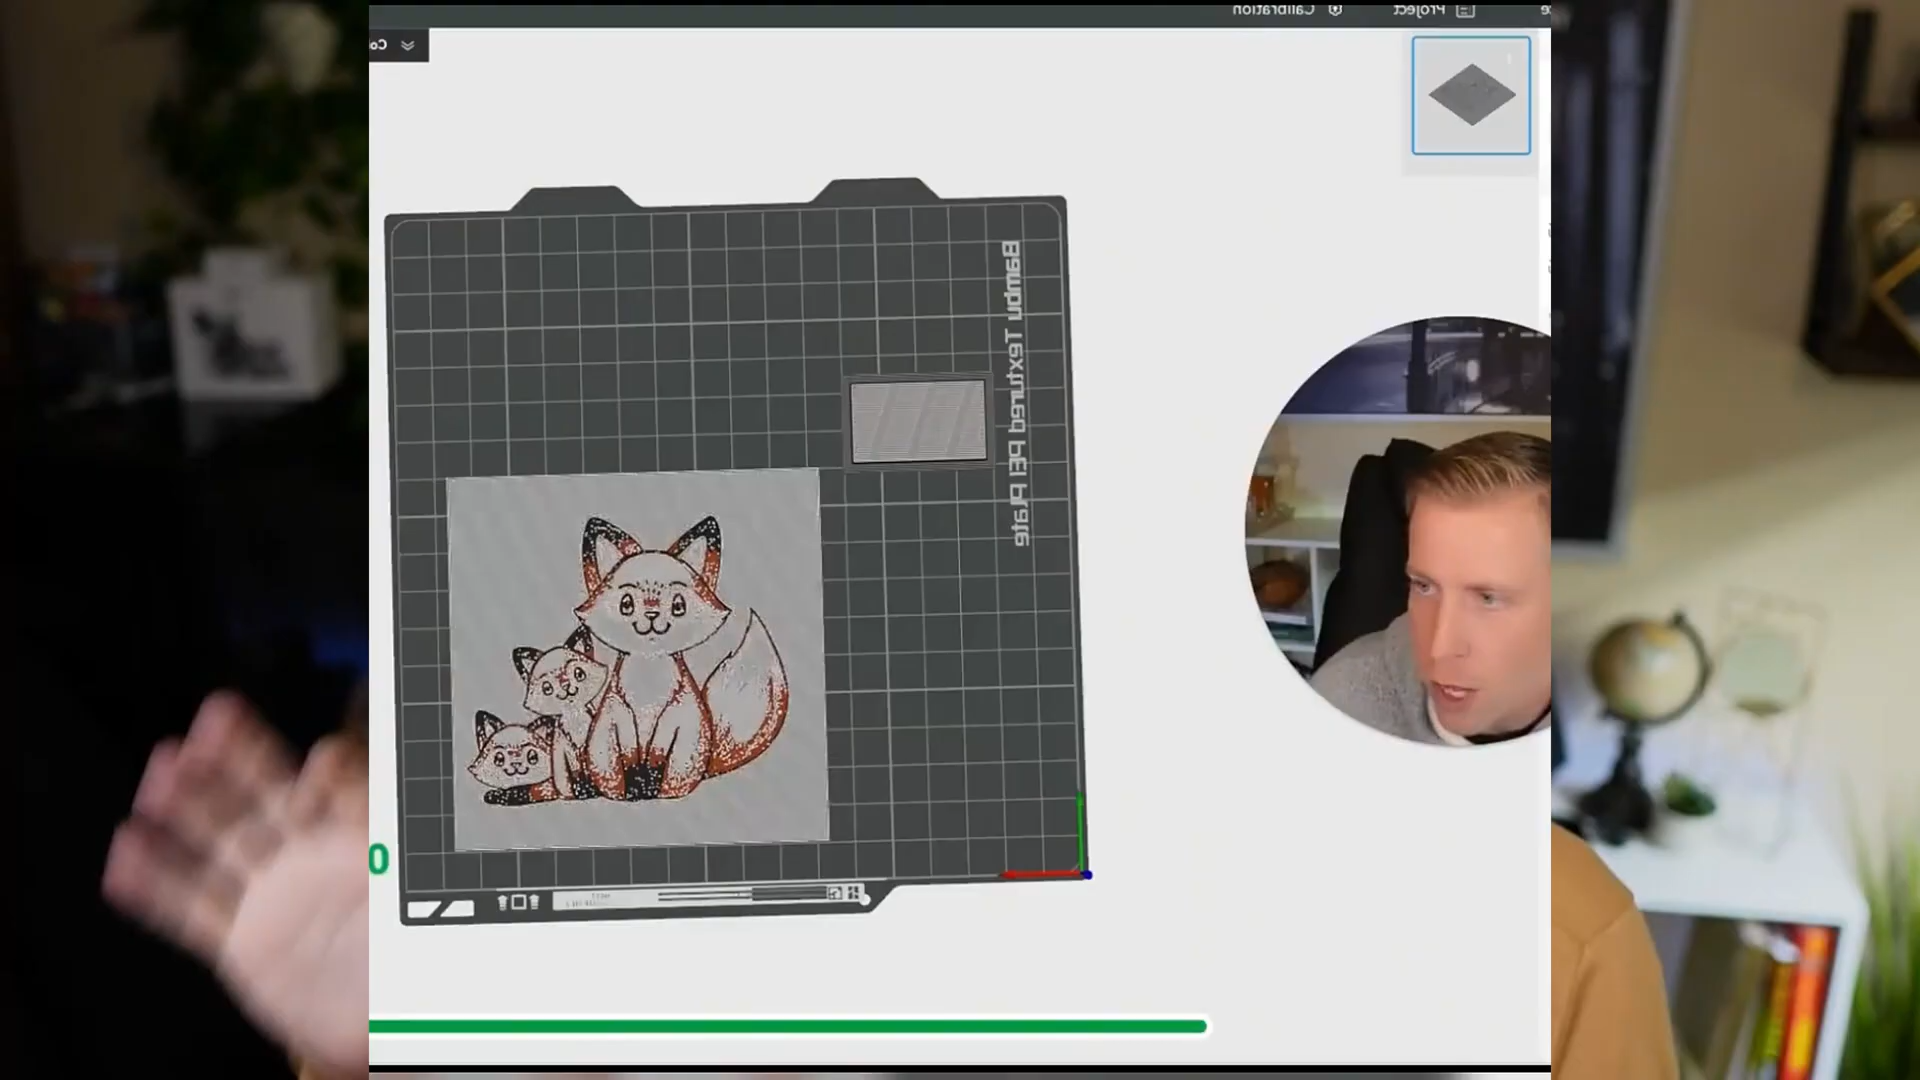 Calibration
Project
Co
Bambu Textured PEI Plate
0